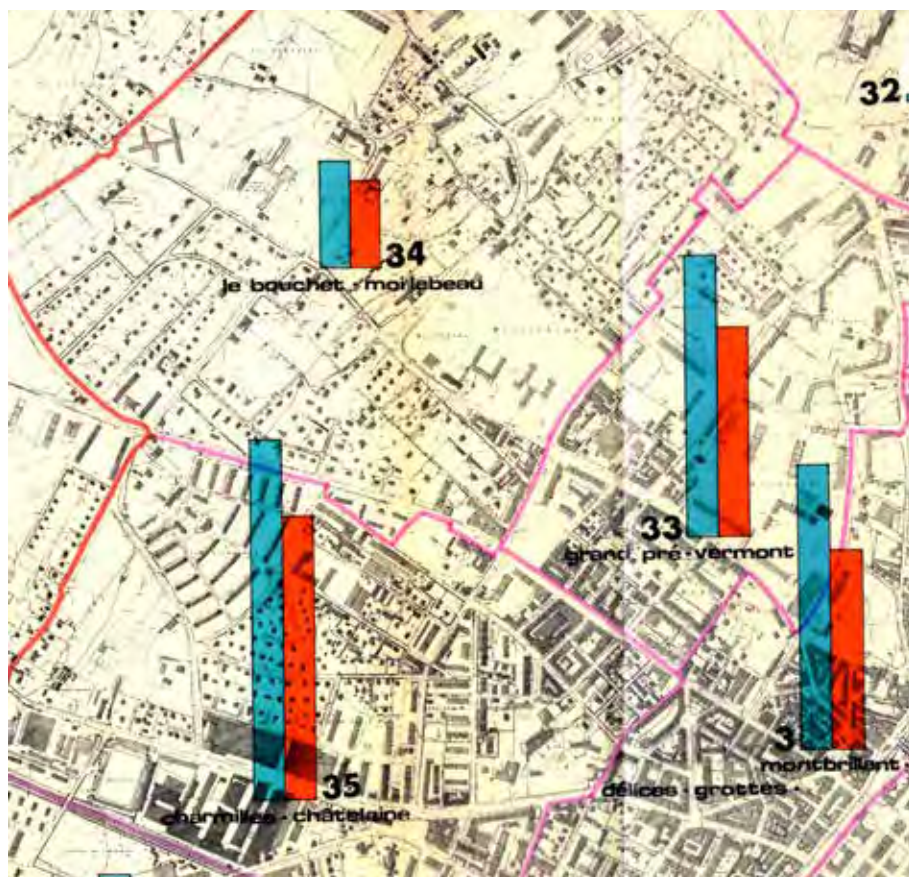 32
34
le bouchet - moillebeau
33
grand pré - vermont
3
montbrillant -
délices - grottes -
35
charmilles - châtelaine